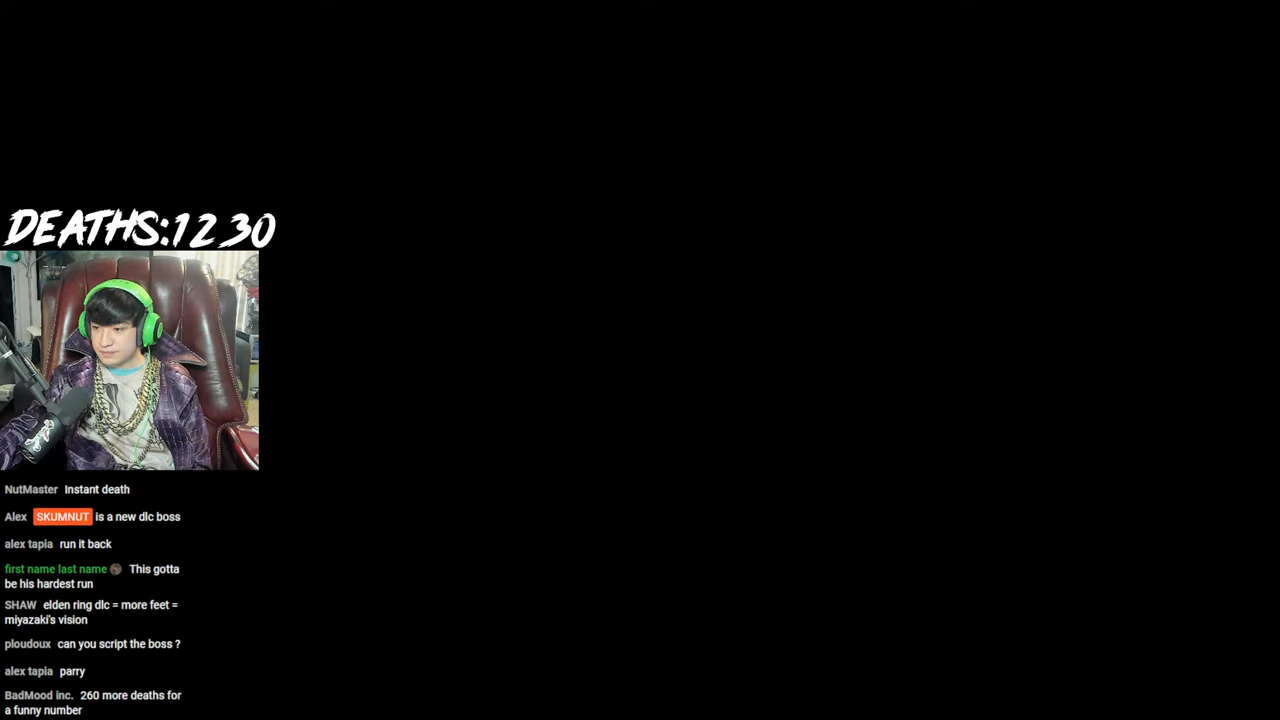 DEATHS:1230
NutMaster Instant death
Alex SKUMNUT is a new dlc boss
alex tapia run it back
first name last name This gotta
be his hardest run
SHAW elden ring dlc = more feet =
miyazaki's vision
ploudoux can you script the boss ?
alex tapia parry
BadMood inc. 260 more deaths for
a funny number